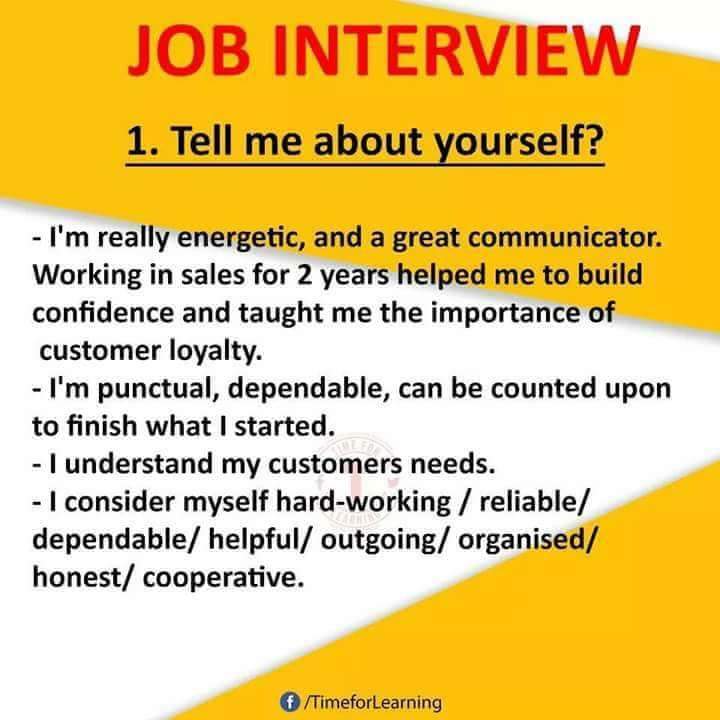 JOB INTERVIEW
1. Tell me about yourself?
- I'm really energetic, and a great communicator.
Working in sales for 2 years helped me to build
confidence and taught me the importance of
customer loyalty.
- I'm punctual, dependable, can be counted upon
to finish what I started.
- I understand my customers needs.
- I consider myself hard-working / reliable/
dependable/ helpful/ outgoing/ organised/
honest/ cooperative.
TIME FOR
LEARNING
f /TimeforLearning